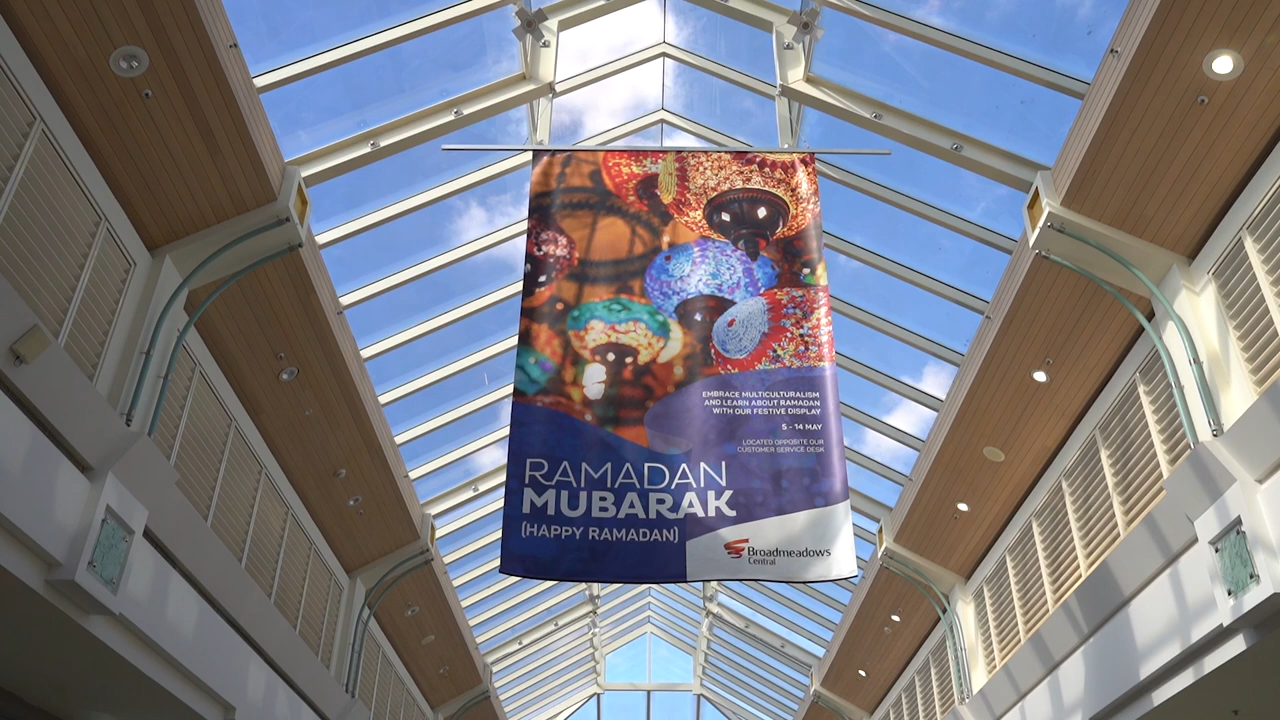 EMBRACE MULTICULTURALISM
AND LEARN ABOUT RAMADAN
WITH OUR FESTIVE DISPLAY
5 - 14 MAY
LOCATED OPPOSITE OUR
CUSTOMER SERVICE DESK
RAMADAN
MUBARAK
(HAPPY RAMADAN)
Broadmeadows
Central